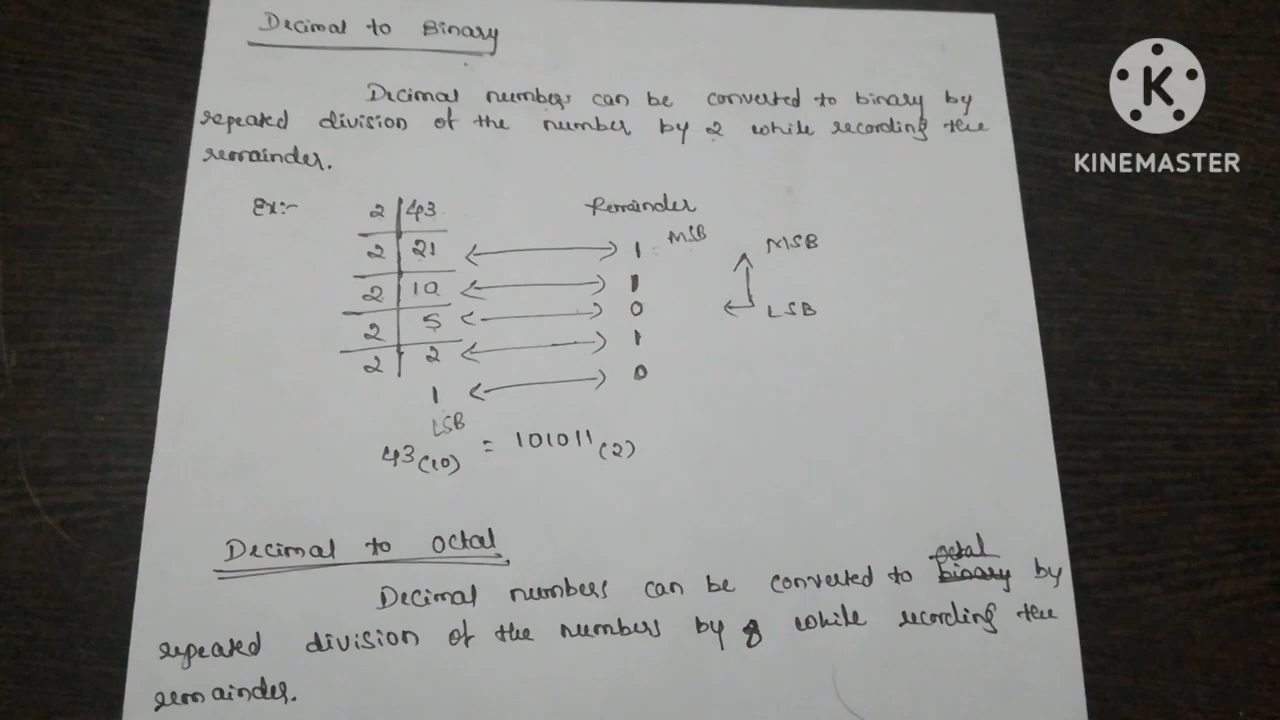 Decimal to Binary
Decimal numbers can be converted to binary by
repeated division of the number by 2 while recording the
remainder.
Ex:- 2 43 Remainder
2 21 1 MSB MSB
2 10 1
2 5 0 LSB
2 2 1
1 0
LSB
43(10) = 101011(2)
Decimal to octal
octal
Decimal numbers can be converted to binary by
repeated division of the numbers by 8 while recording the
remainder.
K
KINEMASTER